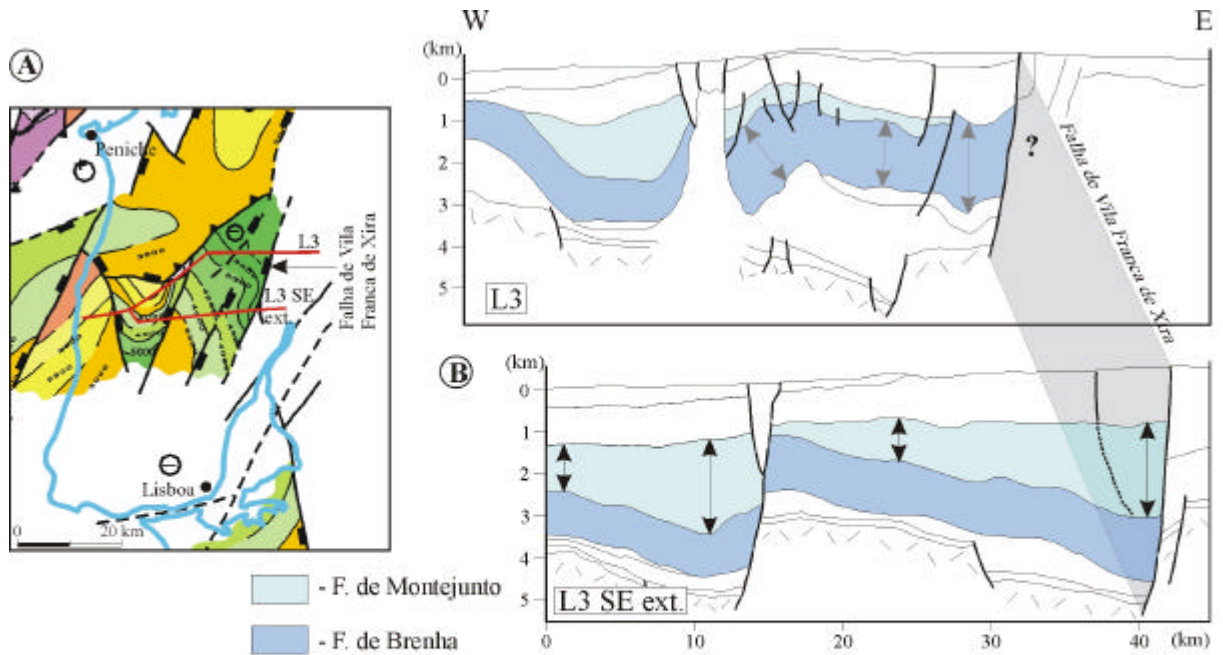 A
Peniche
L3
L3 SE
ext.
Falha de Vila
Franca de Xira
Lisboa
0
20 km
W
E
(km)
0
1
2
3
4
5
?
Falha de Vila Franca de Xira
L3
B
(km)
0
1
2
3
4
5
L3 SE ext.
0
10
20
30
40
(km)
- F. de Montejunto
- F. de Brenha